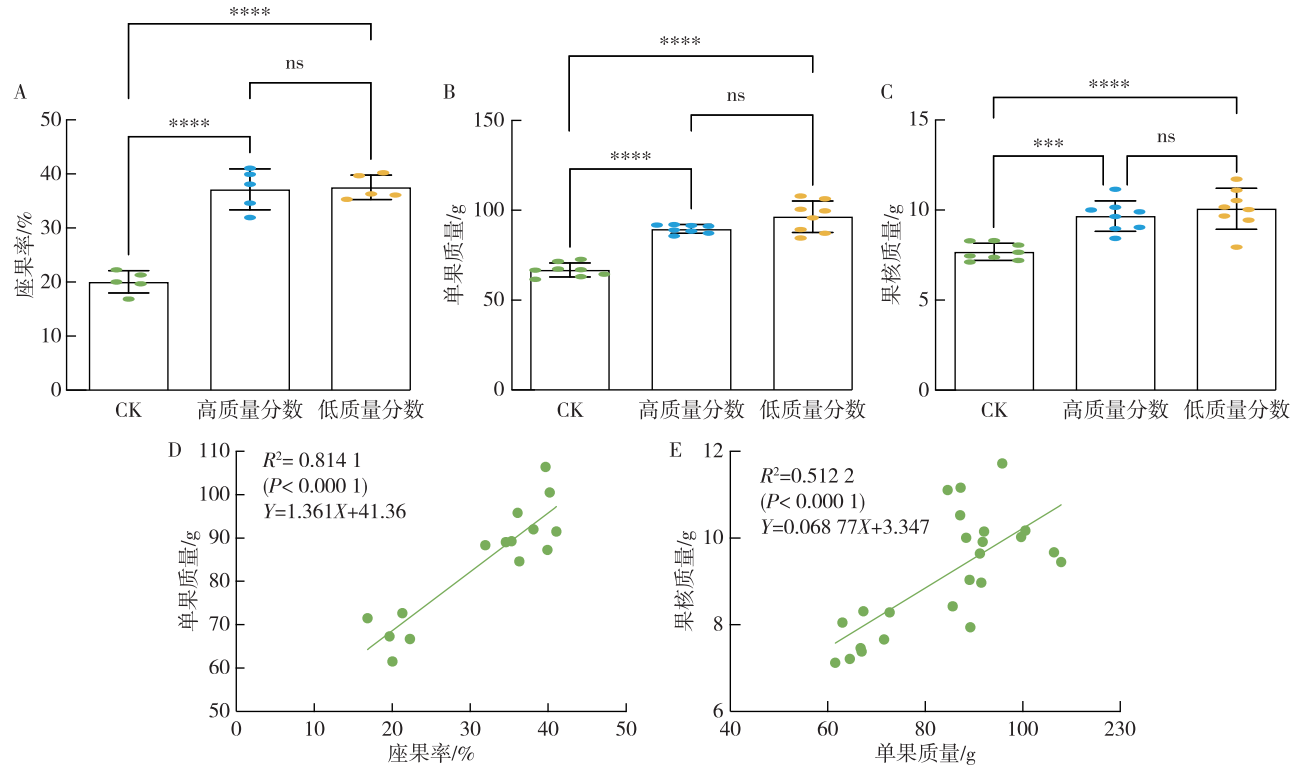 A
****
ns
****
座果率/%
50
40
30
20
10
0
CK
高质量分数
低质量分数
B
****
ns
****
单果质量/g
150
100
50
0
CK
高质量分数
低质量分数
C
****
***
ns
果核质量/g
15
10
5
0
CK
高质量分数
低质量分数
D
R²= 0.814 1
(P< 0.000 1)
Y=1.361X+41.36
单果质量/g
110
100
90
80
70
60
50
0
10
20
30
40
50
座果率/%
E
R²=0.512 2
(P< 0.000 1)
Y=0.068 77X+3.347
果核质量/g
12
10
8
6
40
60
80
100
230
单果质量/g